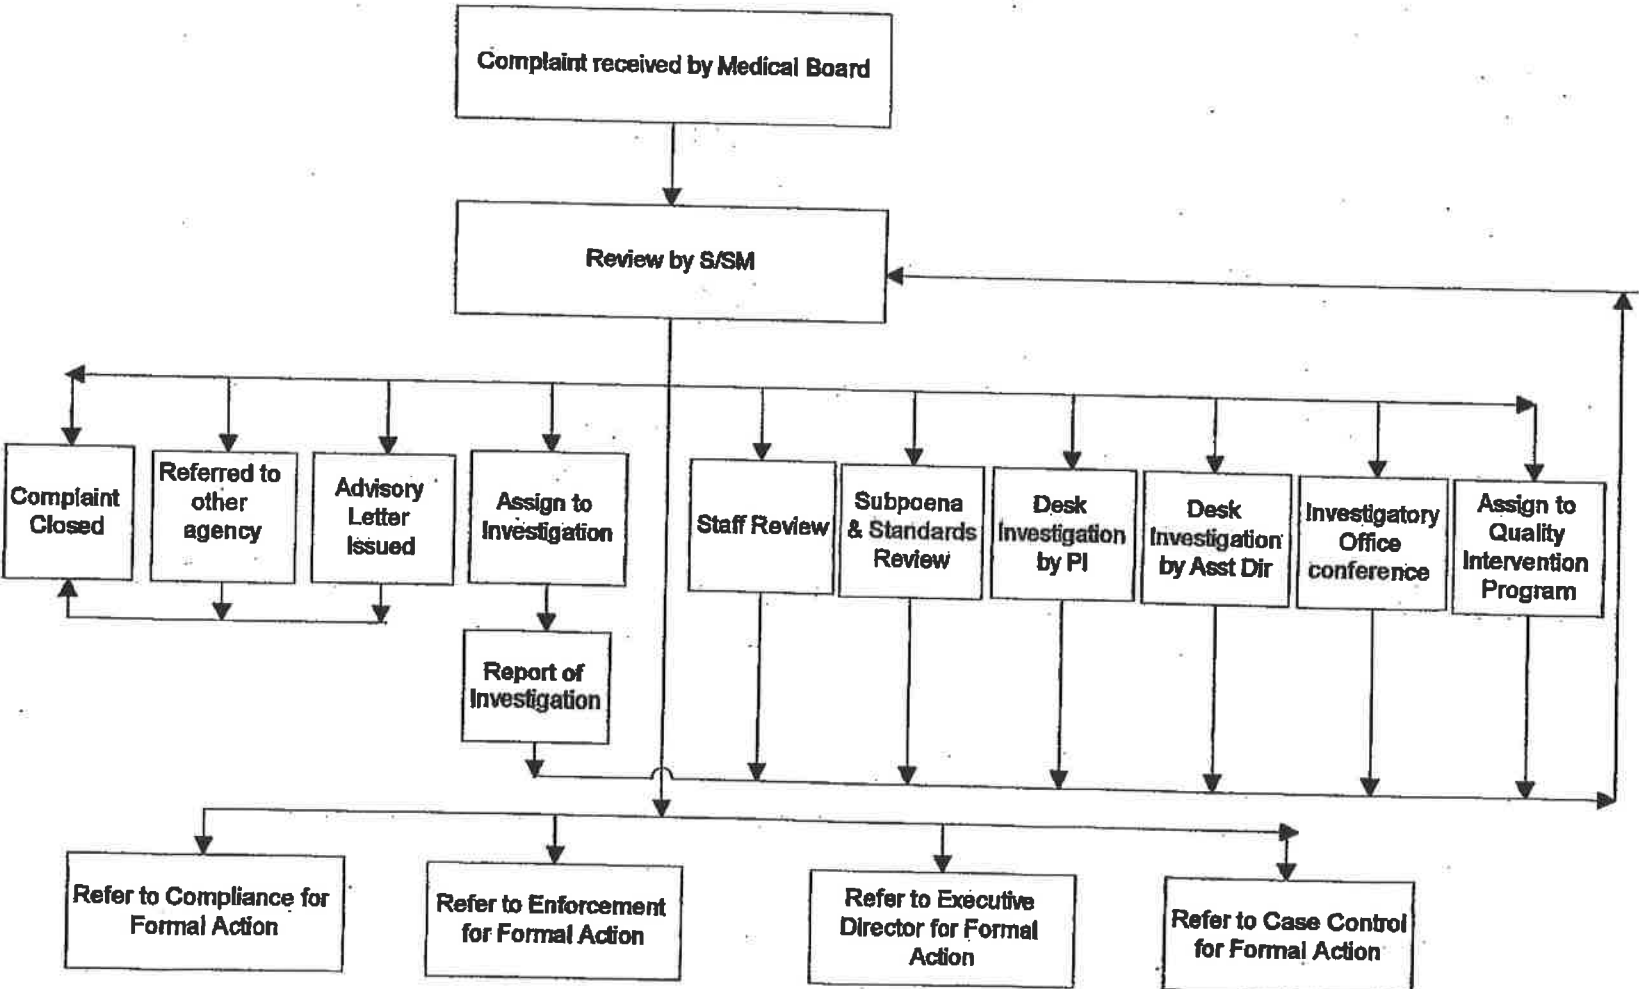 Complaint received by Medical Board
Review by S/SM
Complaint
Closed
Referred to
other
agency
Advisory
Letter
Issued
Assign to
Investigation
Staff Review
Subpoena
& Standards
Review
Desk
Investigation
by PI
Desk
Investigation
by Asst Dir
Investigatory
Office
conference
Assign to
Quality
Intervention
Program
Report of
Investigation
Refer to Compliance for
Formal Action
Refer to Enforcement
for Formal Action
Refer to Executive
Director for Formal
Action
Refer to Case Control
for Formal Action